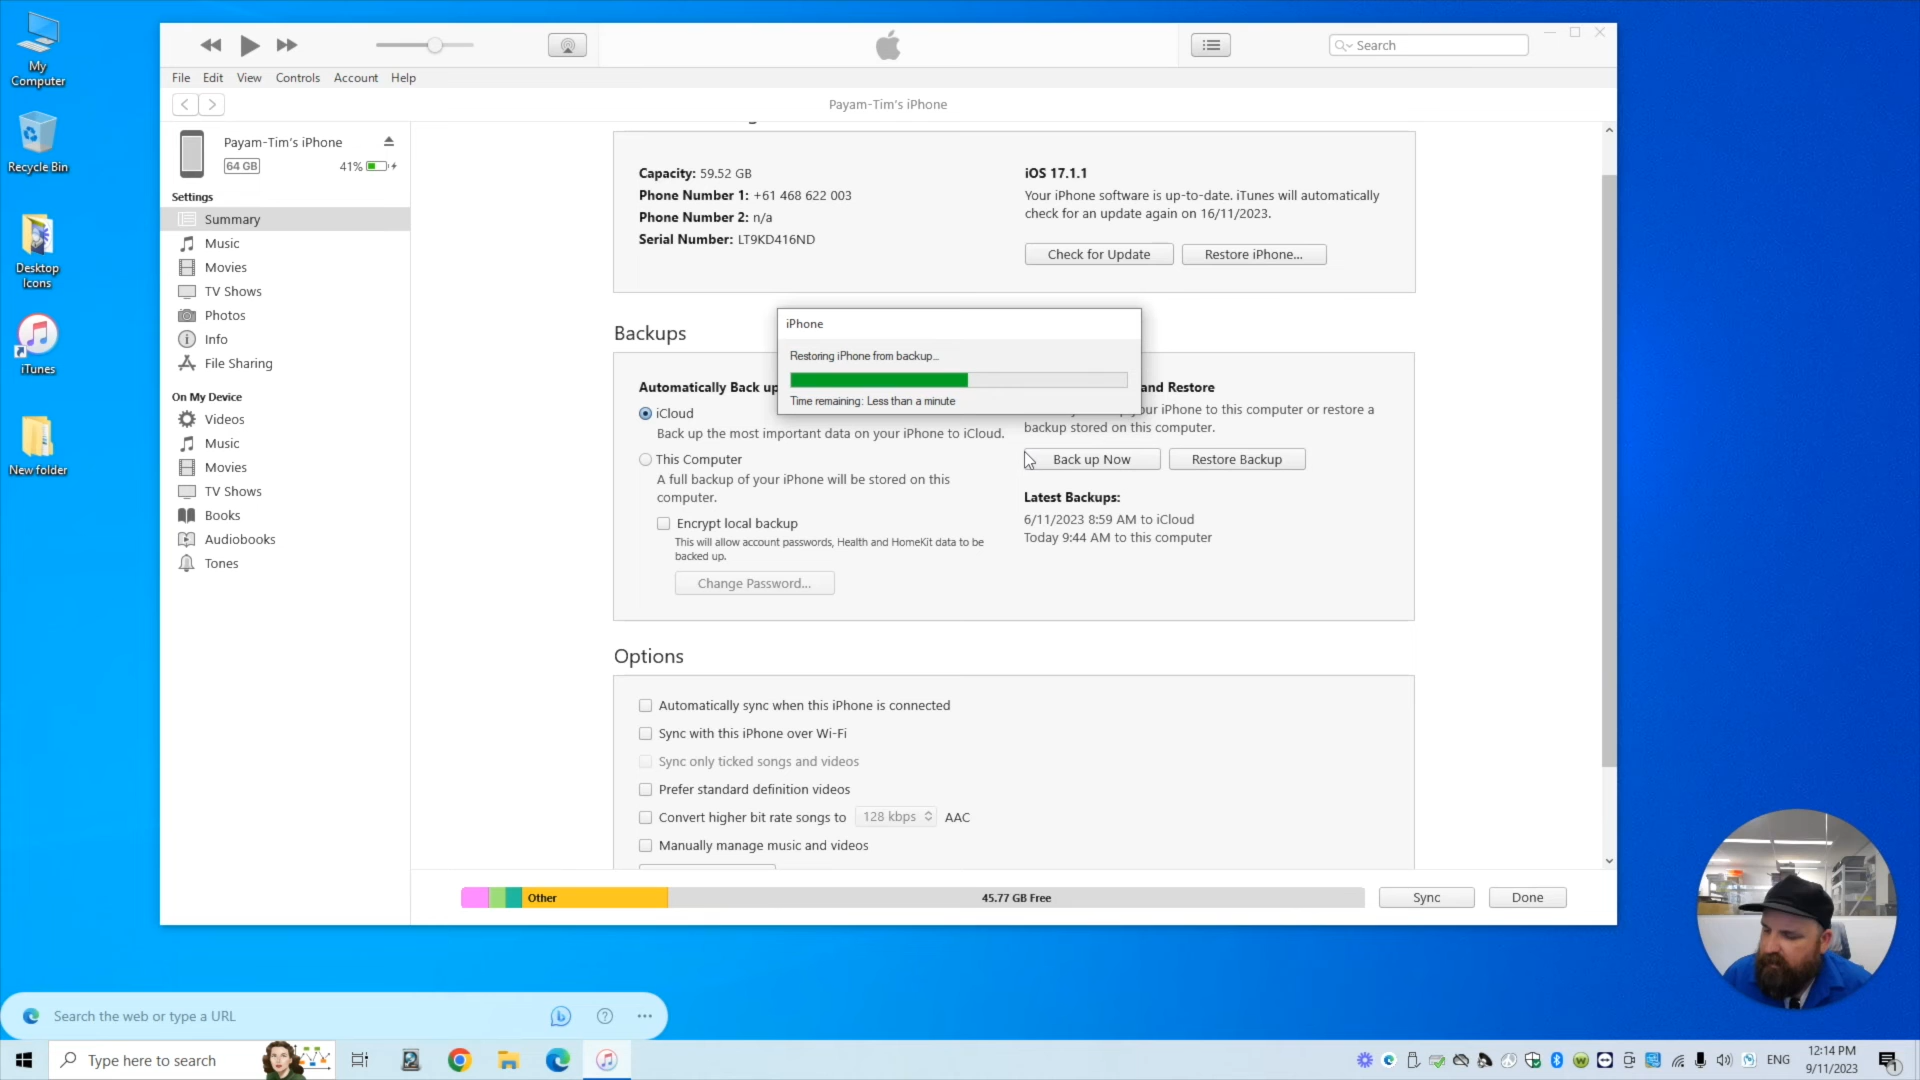 My
Computer
Recycle Bin
Desktop
Icons
iTunes
New folder
Search
File Edit View Controls Account Help
Payam-Tim's iPhone
Payam-Tim's iPhone
64 GB
41%
Settings
Summary
Music
Movies
TV Shows
Photos
Info
File Sharing
On My Device
Videos
Music
Movies
TV Shows
Books
Audiobooks
Tones
Capacity: 59.52 GB
Phone Number 1: +61 468 622 003
Phone Number 2: n/a
Serial Number: LT9KD416ND
iOS 17.1.1
Your iPhone software is up-to-date. iTunes will automatically
check for an update again on 16/11/2023.
Check for Update
Restore iPhone...
Backups
iPhone
Restoring iPhone from backup...
Time remaining: Less than a minute
Automatically Back up
iCloud
Back up the most important data on your iPhone to iCloud.
This Computer
A full backup of your iPhone will be stored on this
computer.
Encrypt local backup
This will allow account passwords, Health and HomeKit data to be
backed up.
Change Password...
and Restore
your iPhone to this computer or restore a
backup stored on this computer.
Back up Now
Restore Backup
Latest Backups:
6/11/2023 8:59 AM to iCloud
Today 9:44 AM to this computer
Options
Automatically sync when this iPhone is connected
Sync with this iPhone over Wi-Fi
Sync only ticked songs and videos
Prefer standard definition videos
Convert higher bit rate songs to 128 kbps AAC
Manually manage music and videos
Other
45.77 GB Free
Sync
Done
Search the web or type a URL
Type here to search
ENG
12:14 PM
9/11/2023
1